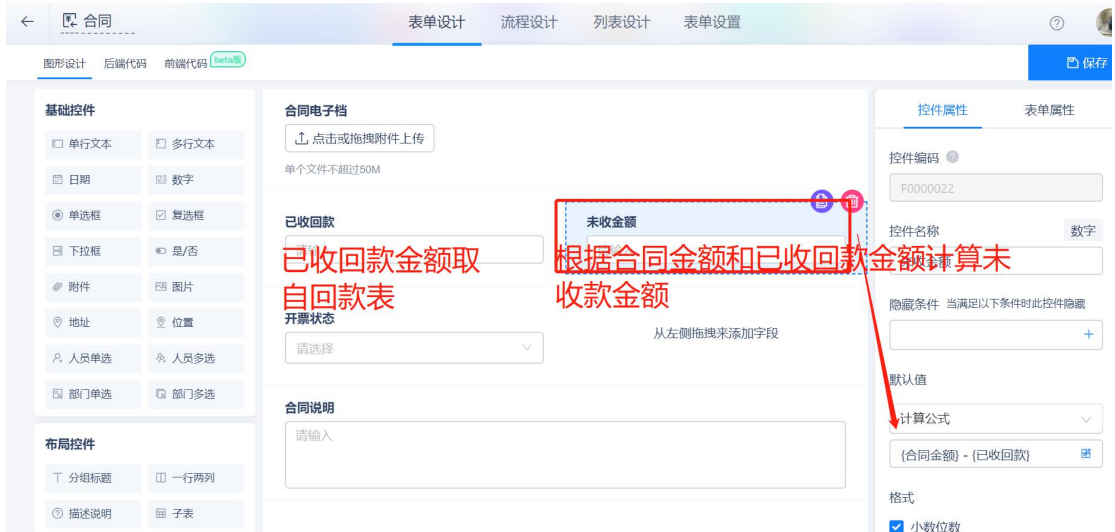 合同
表单设计 流程设计 列表设计 表单设置
图形设计 后端代码 前端代码 beta版
保存
基础控件
单行文本 多行文本
日期 123 数字
单选框 复选框
下拉框 是/否
附件 图片
地址 位置
人员单选 人员多选
部门单选 部门多选
布局控件
分组标题 一行两列
描述说明 子表
合同电子档
点击或拖拽附件上传
单个文件不超过50M
已收回款 未收金额
已收回款金额取
自回款表
根据合同金额和已收回款金额计算未
收款金额
开票状态
请选择
从左侧拖拽来添加字段
合同说明
请输入
控件属性 表单属性
控件编码
F0000022
控件名称 数字
隐藏条件 当满足以下条件时此控件隐藏
默认值
计算公式
{合同金额} - {已收回款}
格式
小数位数